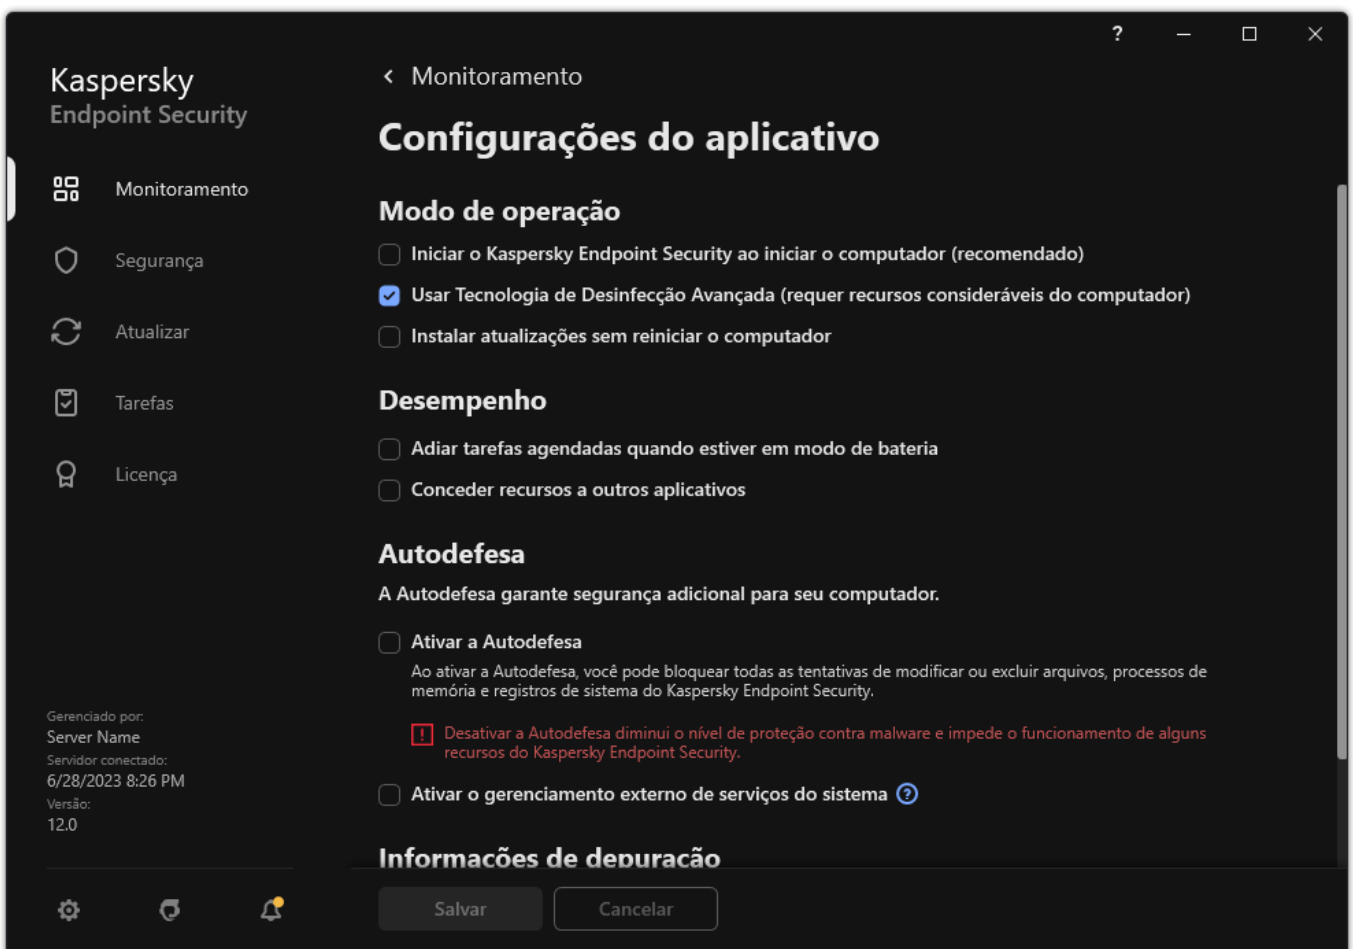 ?
Kaspersky
Endpoint Security
Monitoramento
Segurança
Atualizar
Tarefas
Licença
Gerenciado por:
Server Name
Servidor conectado:
6/28/2023 8:26 PM
Versão:
12.0
Monitoramento
Configurações do aplicativo
Modo de operação
Iniciar o Kaspersky Endpoint Security ao iniciar o computador (recomendado)
Usar Tecnologia de Desinfecção Avançada (requer recursos consideráveis do computador)
Instalar atualizações sem reiniciar o computador
Desempenho
Adiar tarefas agendadas quando estiver em modo de bateria
Conceder recursos a outros aplicativos
Autodefesa
A Autodefesa garante segurança adicional para seu computador.
Ativar a Autodefesa
Ao ativar a Autodefesa, você pode bloquear todas as tentativas de modificar ou excluir arquivos, processos de
memória e registros de sistema do Kaspersky Endpoint Security.
Desativar a Autodefesa diminui o nível de proteção contra malware e impede o funcionamento de alguns
recursos do Kaspersky Endpoint Security.
Ativar o gerenciamento externo de serviços do sistema ?
Informações de depuração
Salvar
Cancelar